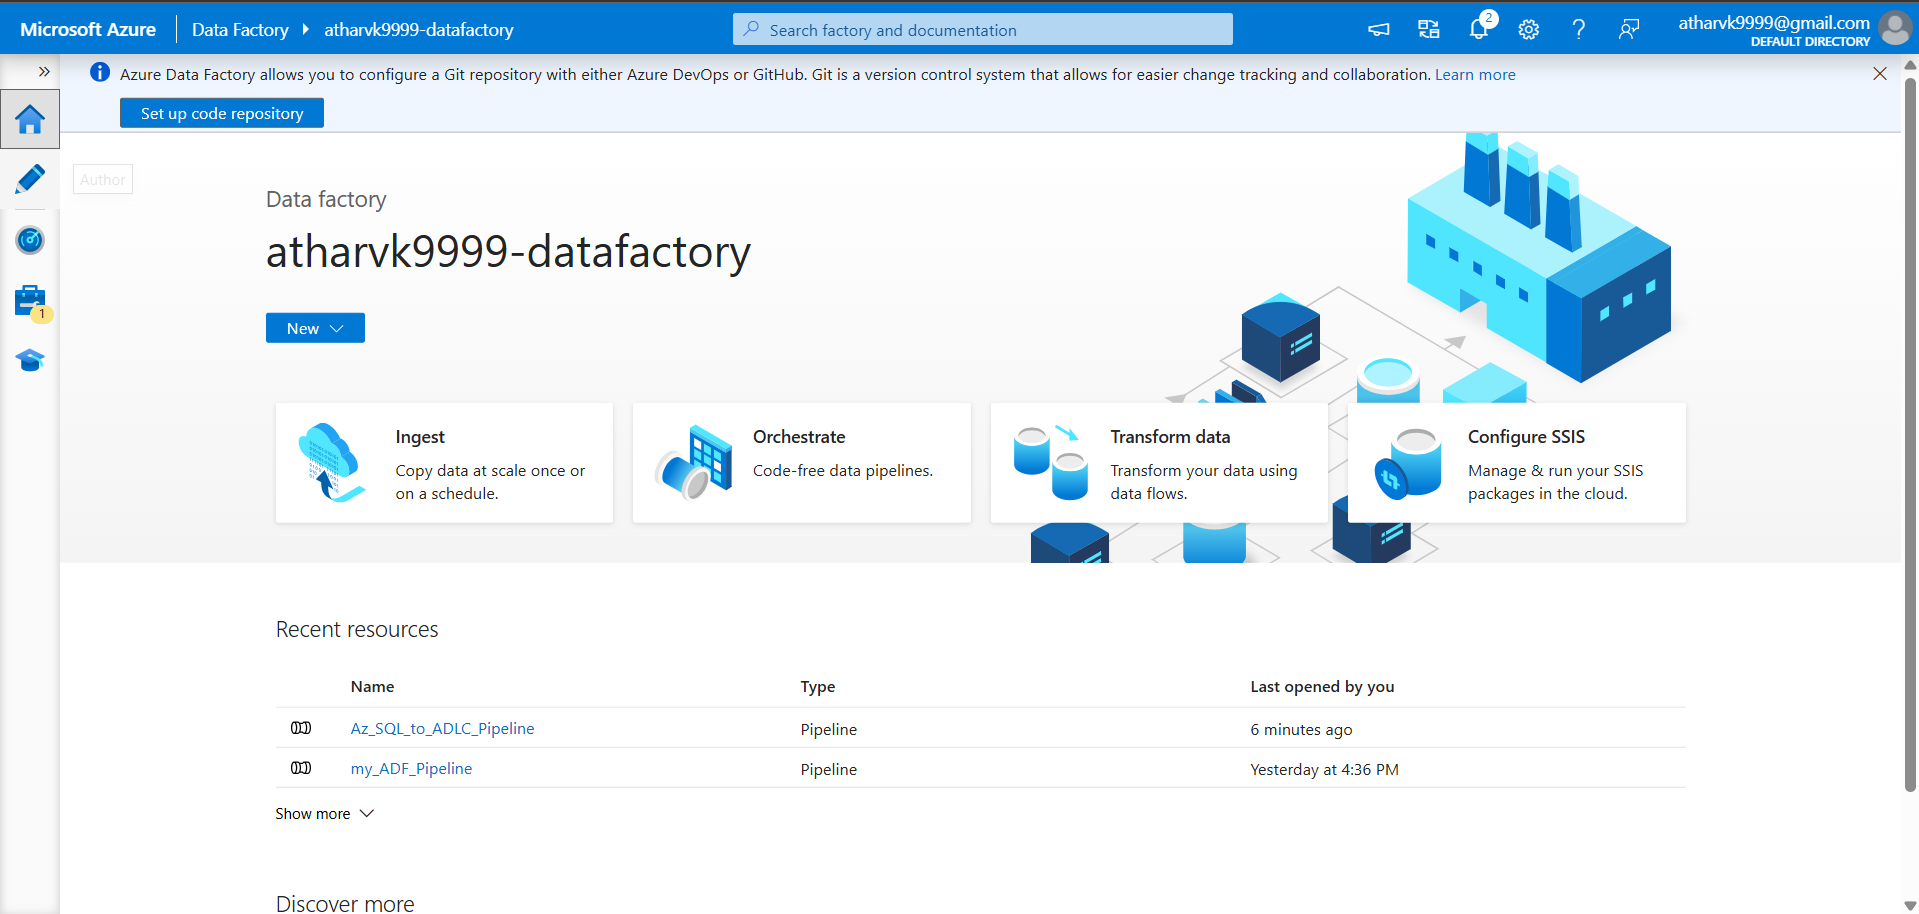 Microsoft Azure
Data Factory
atharvk9999-datafactory
Search factory and documentation
2
atharvk9999@gmail.com
DEFAULT DIRECTORY
Azure Data Factory allows you to configure a Git repository with either Azure DevOps or GitHub. Git is a version control system that allows for easier change tracking and collaboration. Learn more
Set up code repository
Author
1
Data factory
atharvk9999-datafactory
New
Ingest
Copy data at scale once or
on a schedule.
Orchestrate
Code-free data pipelines.
Transform data
Transform your data using
data flows.
Configure SSIS
Manage & run your SSIS
packages in the cloud.
Recent resources
Name Type Last opened by you
Az_SQL_to_ADLC_Pipeline Pipeline 6 minutes ago
my_ADF_Pipeline Pipeline Yesterday at 4:36 PM
Show more
Discover more